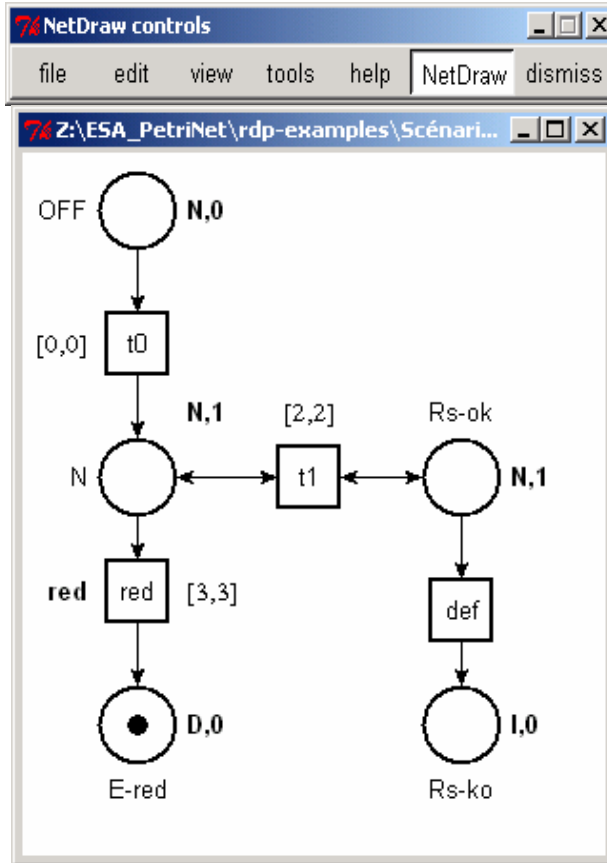 NetDraw controls
file edit view tools help NetDraw dismiss
Z:\ESA_PetriNet\rdp-examples\Scénari...
OFF N,0
[0,0] t0
N,1 [2,2] Rs-ok
N t1 N,1
red red [3,3] def
D,0 I,0
E-red Rs-ko